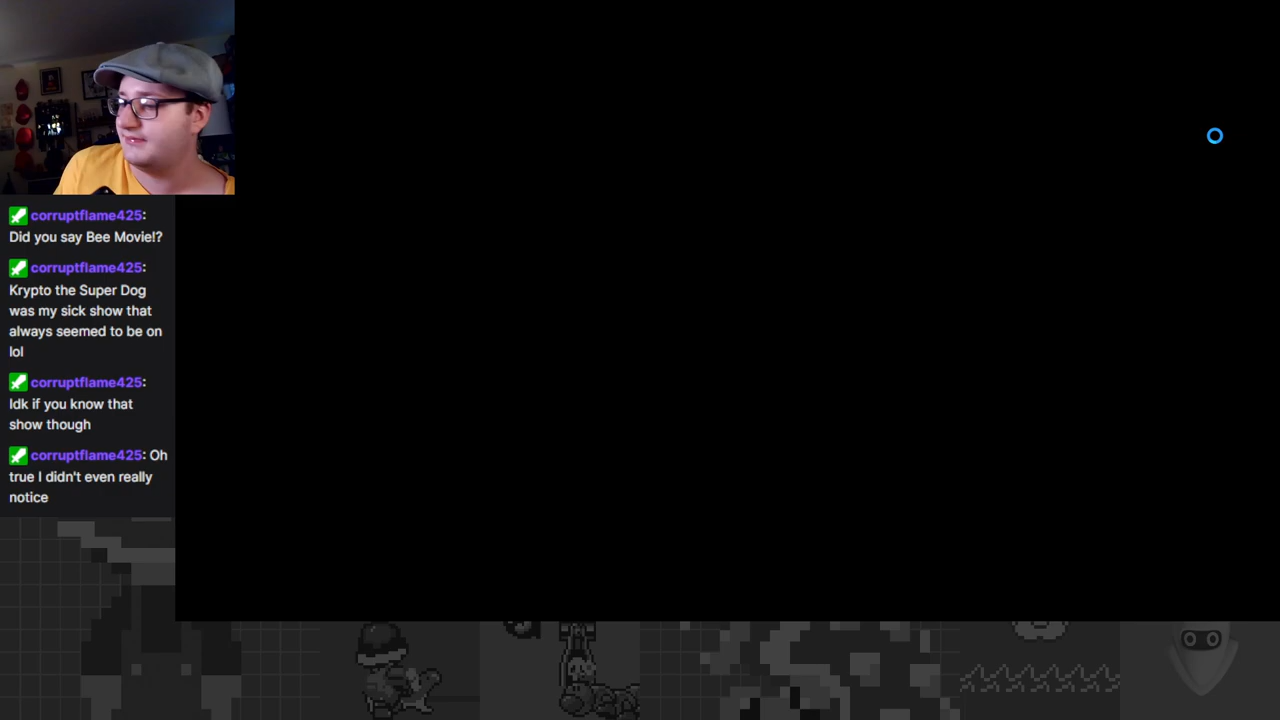 corruptflame425:
Did you say Bee Movie!?
corruptflame425:
Krypto the Super Dog
was my sick show that
always seemed to be on
lol
corruptflame425:
Idk if you know that
show though
corruptflame425: Oh
true I didn't even really
notice